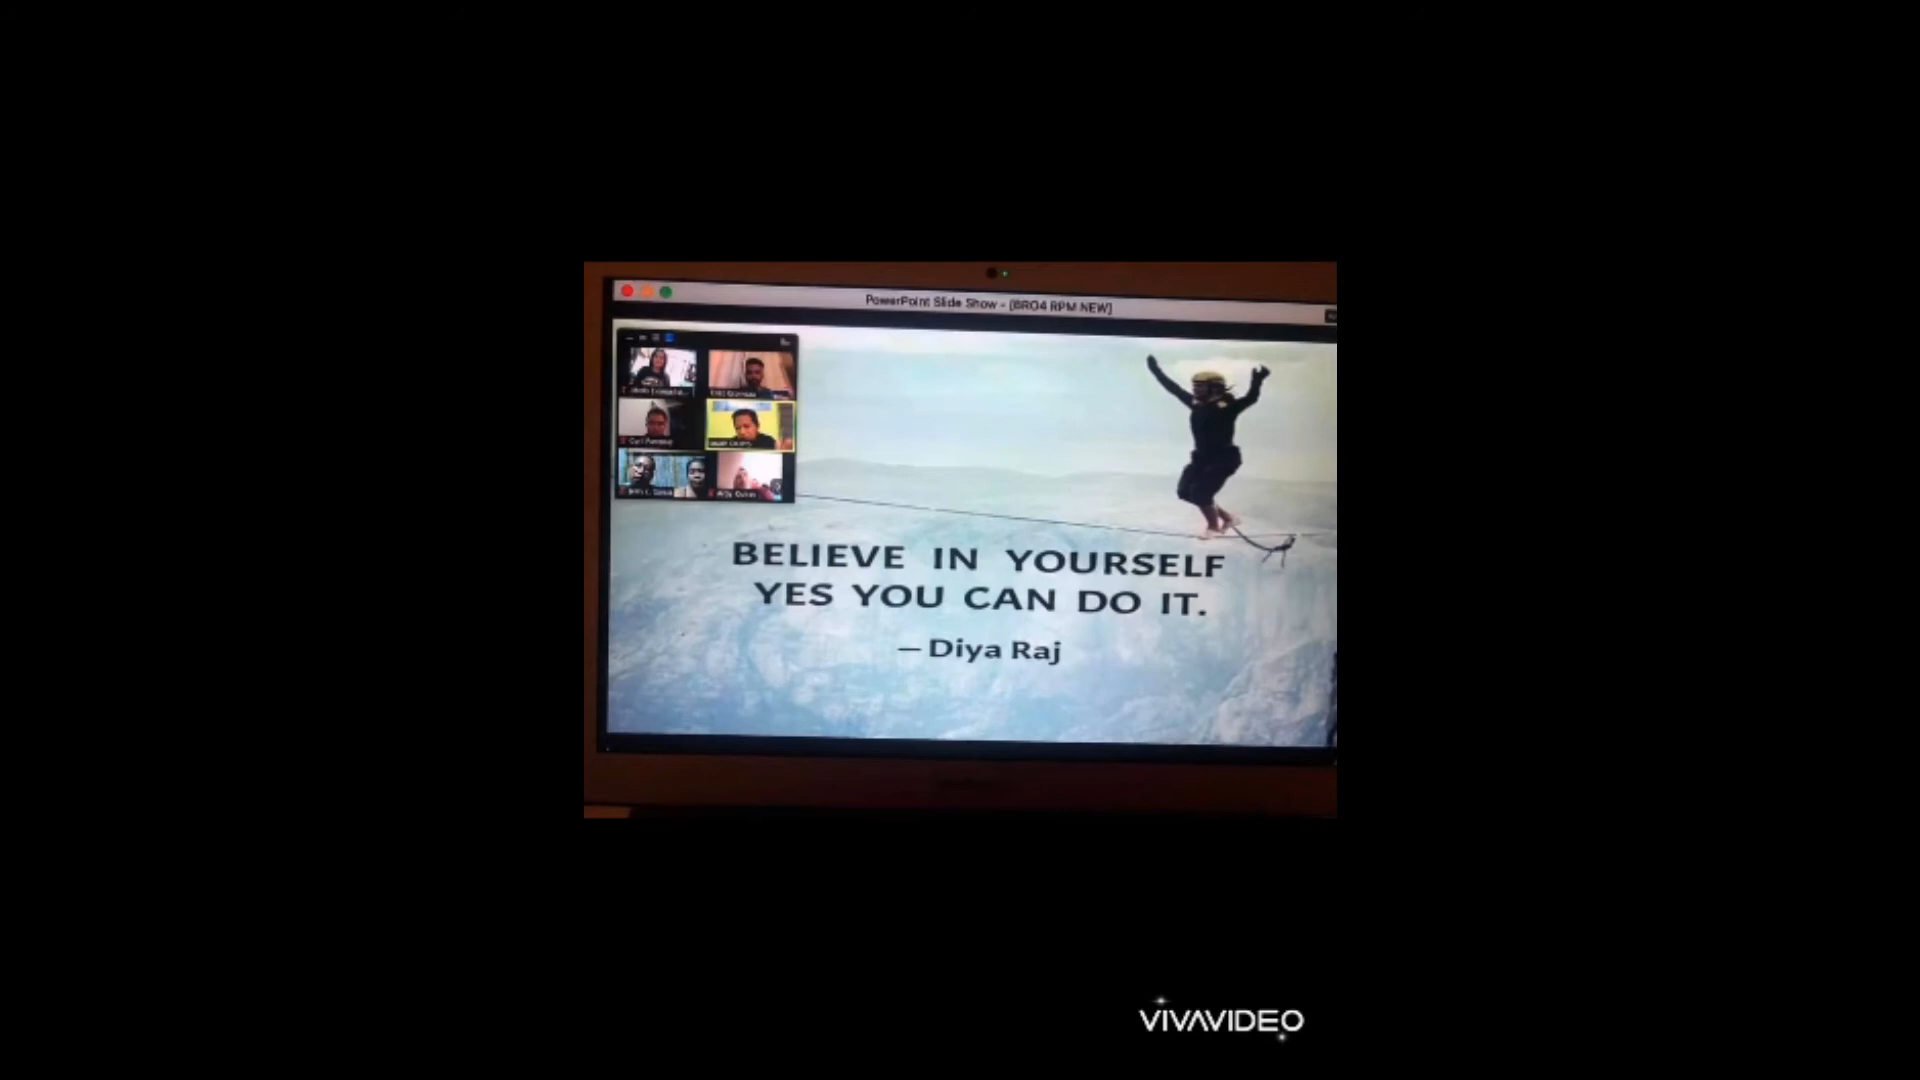 PowerPoint Slide Show - [BRO4 RPM NEW]
BELIEVE IN YOURSELF
YES YOU CAN DO IT.
— Diya Raj
VIVAVIDEO